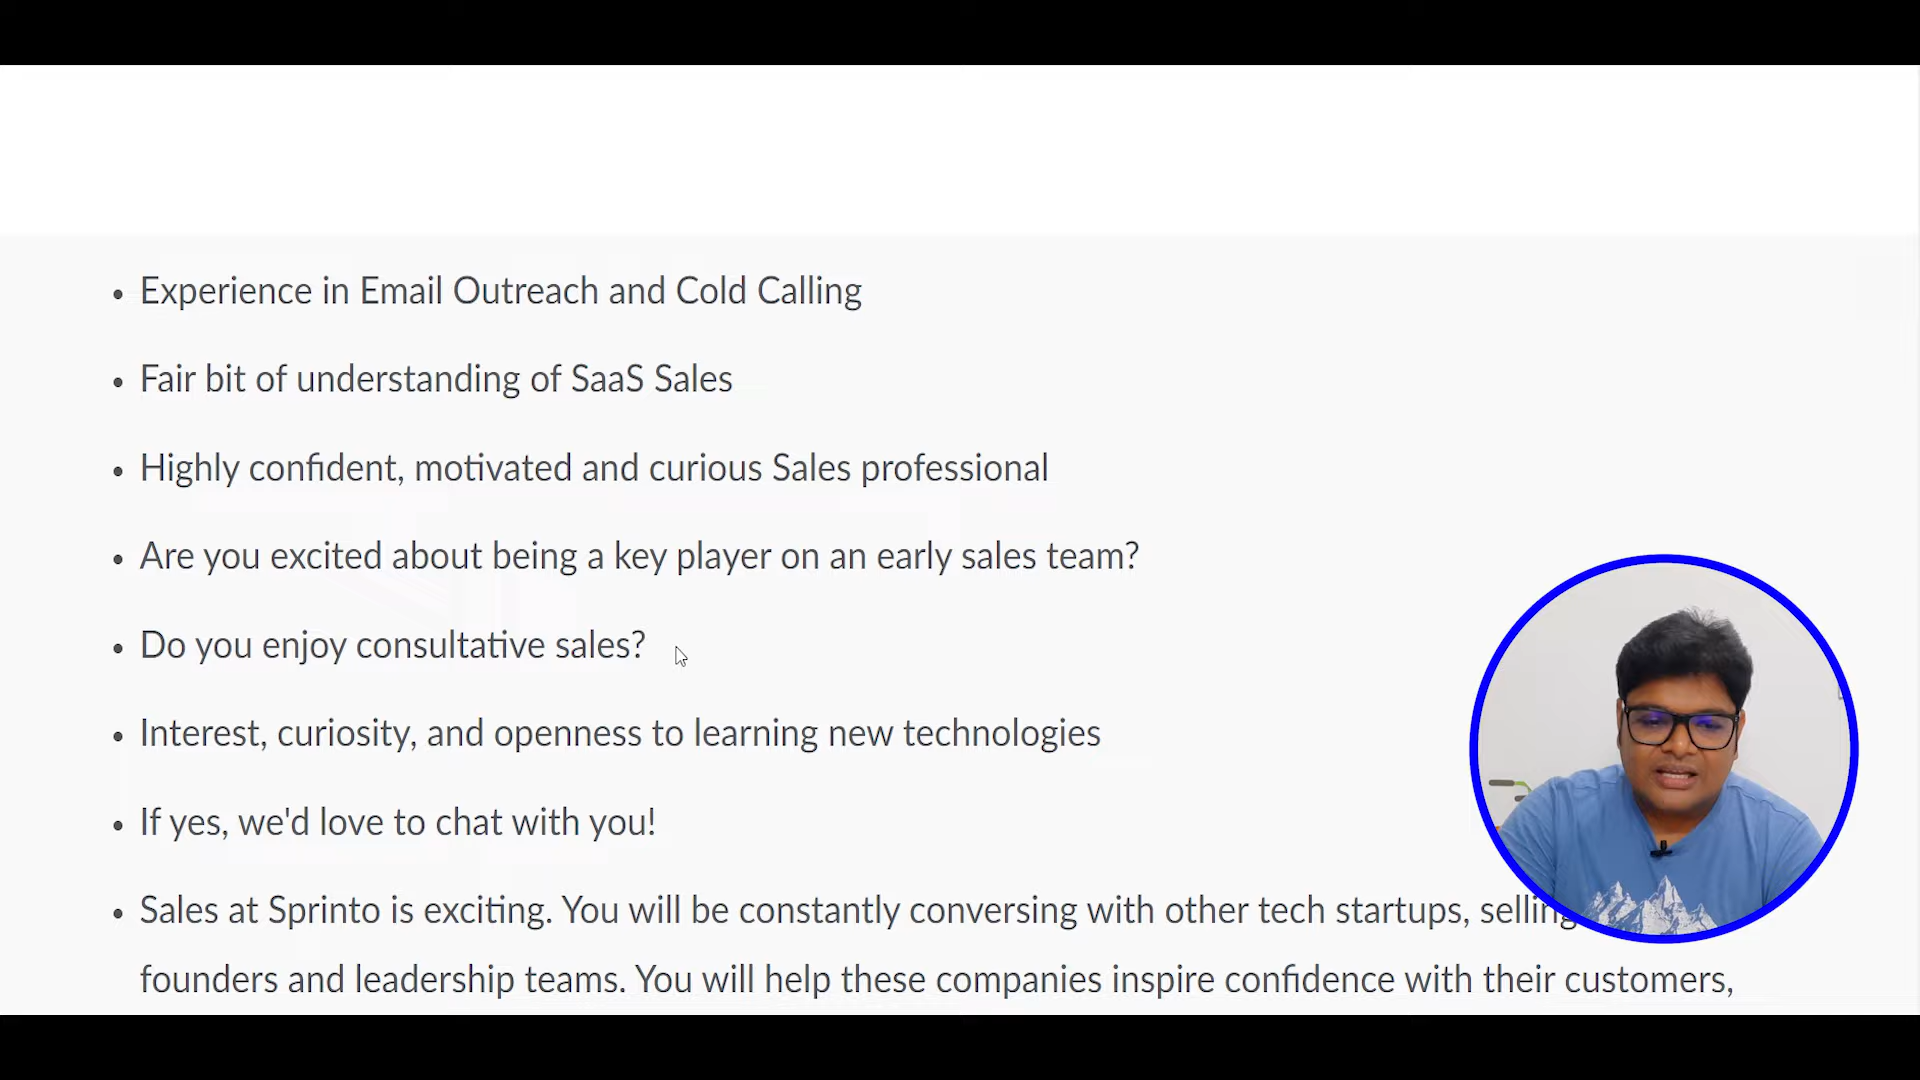 Experience in Email Outreach and Cold Calling
Fair bit of understanding of SaaS Sales
Highly confident, motivated and curious Sales professional
Are you excited about being a key player on an early sales team?
Do you enjoy consultative sales?
Interest, curiosity, and openness to learning new technologies
If yes, we'd love to chat with you!
Sales at Sprinto is exciting. You will be constantly conversing with other tech startups, selling
founders and leadership teams. You will help these companies inspire confidence with their customers,